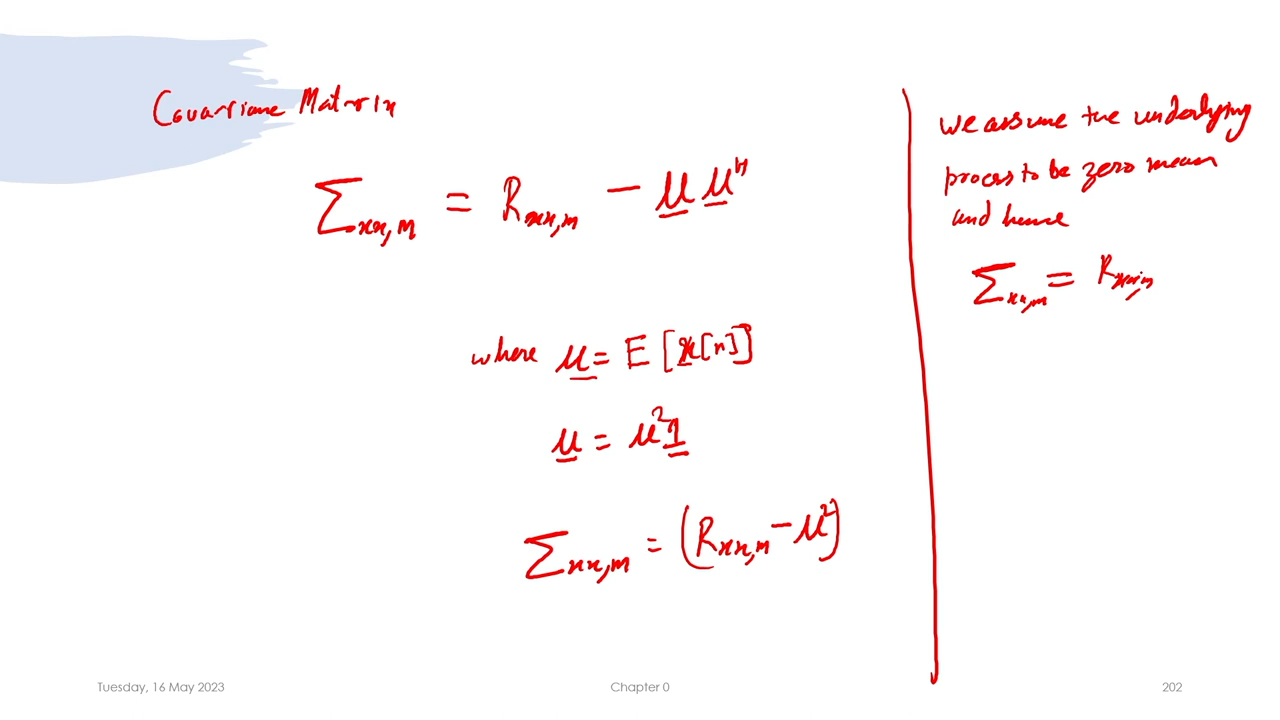 Covariance Matrix
Σxx,M = Rxx,M − μ μᴴ
where μ = E[x[n]]
μ = μ²1
Σxx,M = (Rxx,M − μ²)
we assume the underlying
process to be zero mean
and hence
Σxx,M = Rxx,M
Tuesday, 16 May 2023
Chapter 0
202